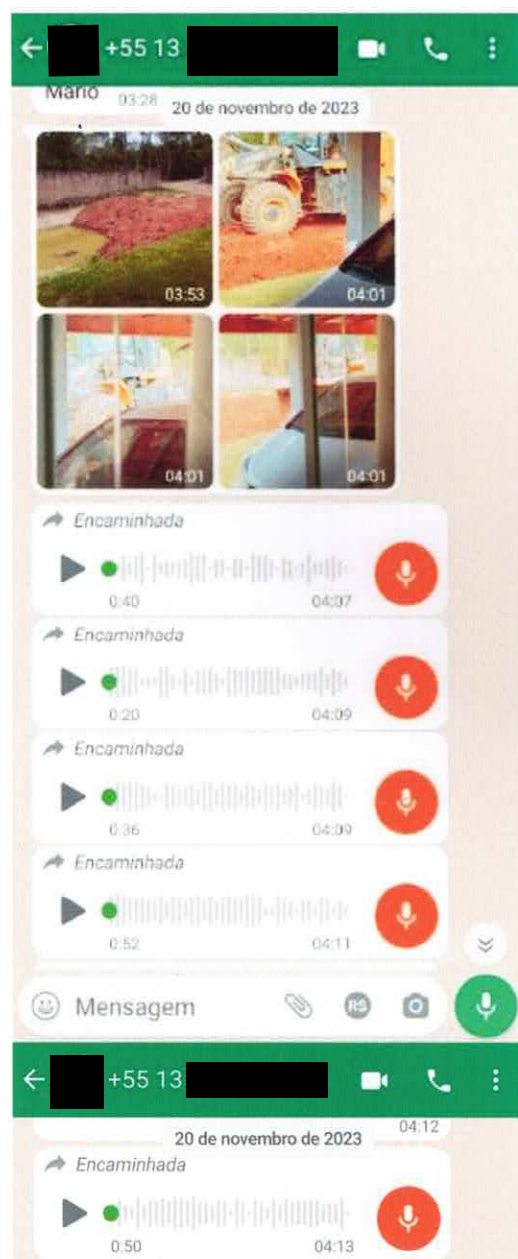 +55 13
Mario 03:28
20 de novembro de 2023
03:53 04:01
04:01 04:01
Encaminhada
0:40 04:07
Encaminhada
0:20 04:09
Encaminhada
0:36 04:09
Encaminhada
0:52 04:11
Mensagem R$
+55 13
04:12
20 de novembro de 2023
Encaminhada
0:50 04:13